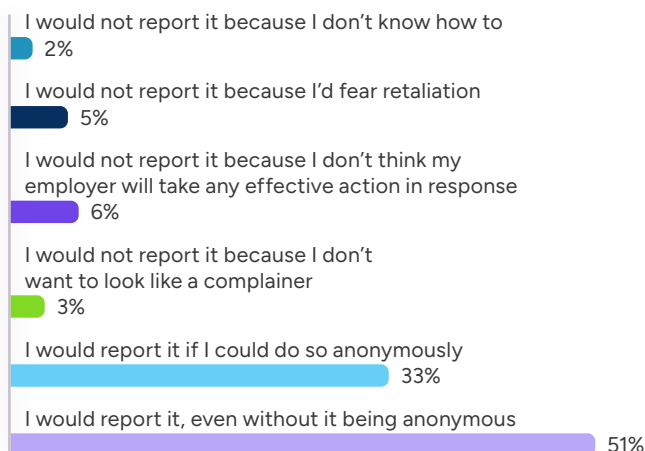 I would not report it because I don’t know how to
2%
I would not report it because I’d fear retaliation
5%
I would not report it because I don’t think my
employer will take any effective action in response
6%
I would not report it because I don’t
want to look like a complainer
3%
I would report it if I could do so anonymously
33%
I would report it, even without it being anonymous
51%